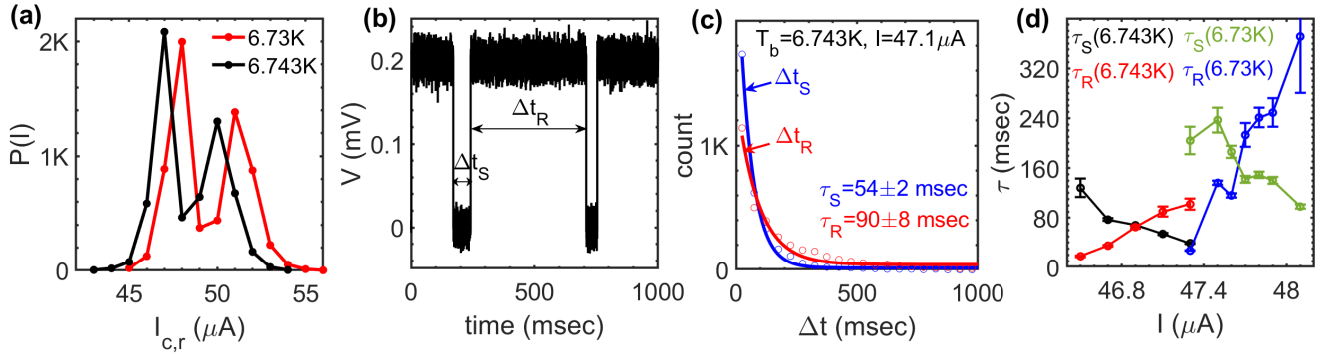 (a)
6.73K
6.743K
2K
1K
0
P(I)
45
50
55
I_c,r (μA)
(b)
0.2
0.1
0
V (mV)
Δt_R
Δt_S
0
500
1000
time (msec)
(c)
T_b=6.743K, I=47.1μA
Δt_S
Δt_R
τ_S=54±2 msec
τ_R=90±8 msec
1K
0
count
0
500
1000
Δt (msec)
(d)
τ_S(6.743K) τ_S(6.73K)
τ_R(6.743K) τ_R(6.73K)
360
240
160
80
0
τ (msec)
46.8
47.4
48
I (μA)